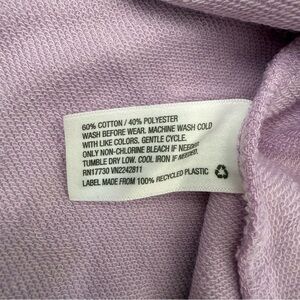 60% COTTON / 40% POLYESTER
WASH BEFORE WEAR. MACHINE WASH COLD
WITH LIKE COLORS. GENTLE CYCLE.
ONLY NON-CHLORINE BLEACH IF NEEDED.
TUMBLE DRY LOW. COOL IRON IF NEEDED.
RN17730 VN2242811
LABEL MADE FROM 100% RECYCLED PLASTIC